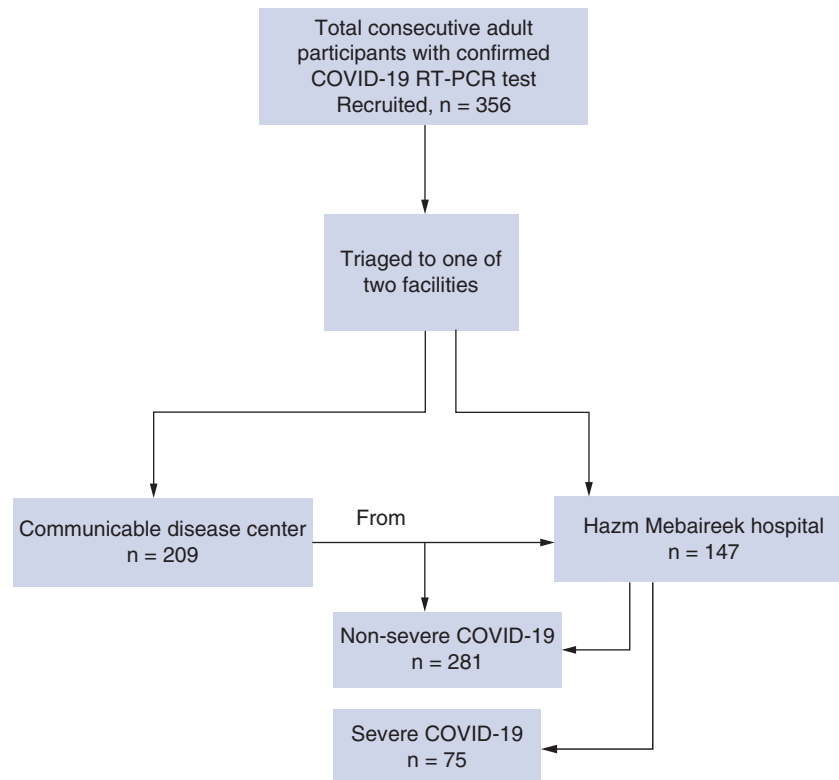 Total consecutive adult
participants with confirmed
COVID-19 RT-PCR test
Recruited, n = 356
Triaged to one of
two facilities
Communicable disease center
n = 209
From
Hazm Mebaireek hospital
n = 147
Non-severe COVID-19
n = 281
Severe COVID-19
n = 75